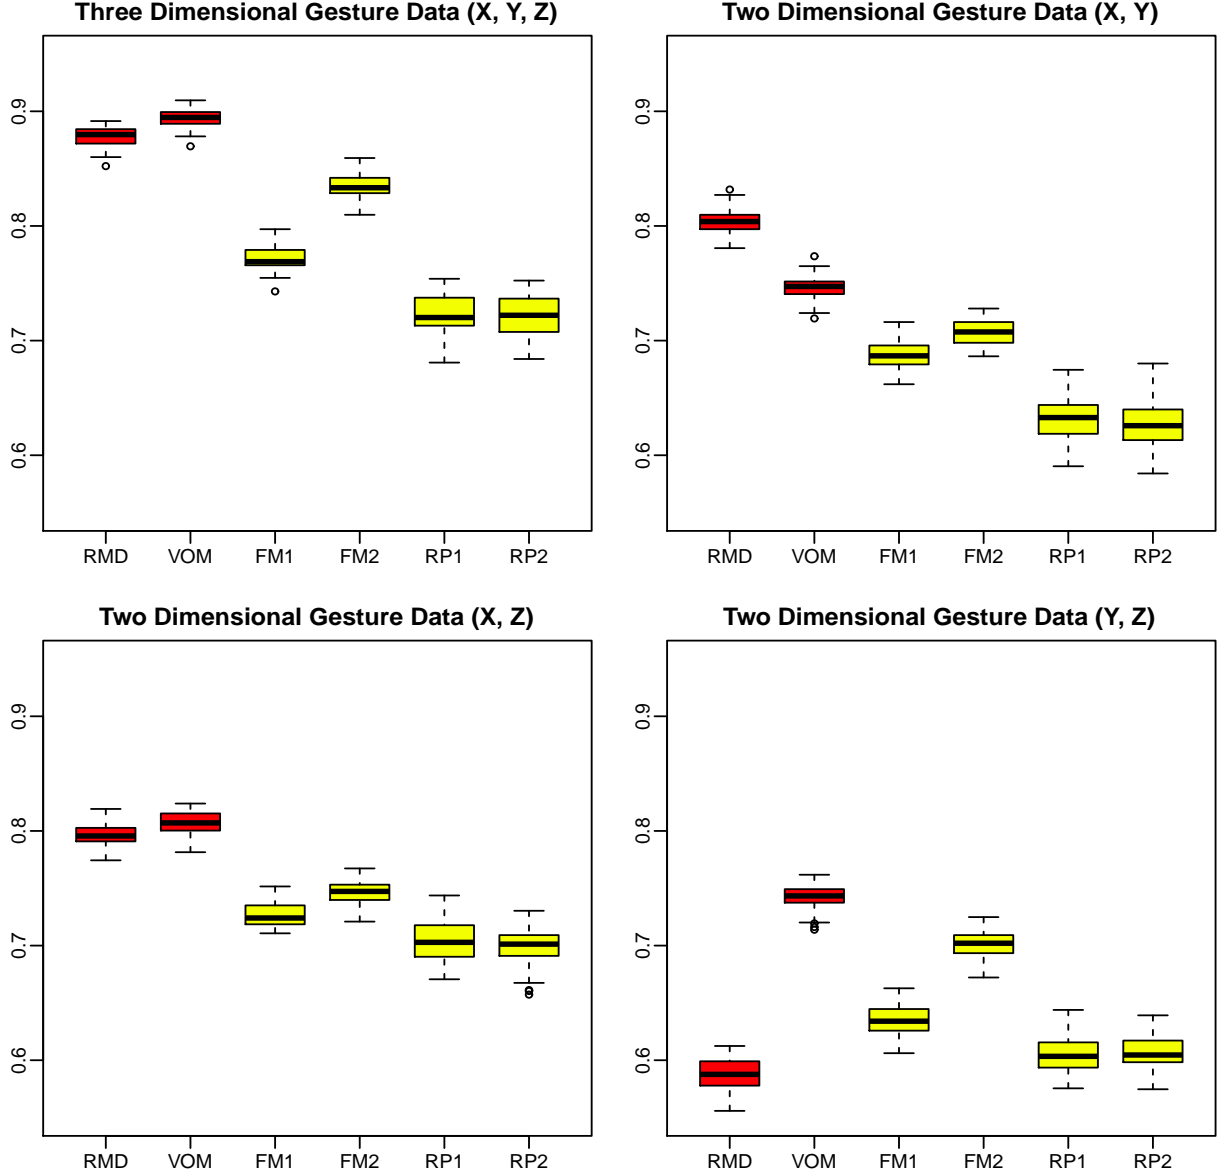 Three Dimensional Gesture Data (X, Y, Z)
0.9
0.8
0.7
0.6
RMD VOM FM1 FM2 RP1 RP2
Two Dimensional Gesture Data (X, Y)
0.9
0.8
0.7
0.6
RMD VOM FM1 FM2 RP1 RP2
Two Dimensional Gesture Data (X, Z)
0.9
0.8
0.7
0.6
RMD VOM FM1 FM2 RP1 RP2
Two Dimensional Gesture Data (Y, Z)
0.9
0.8
0.7
0.6
RMD VOM FM1 FM2 RP1 RP2